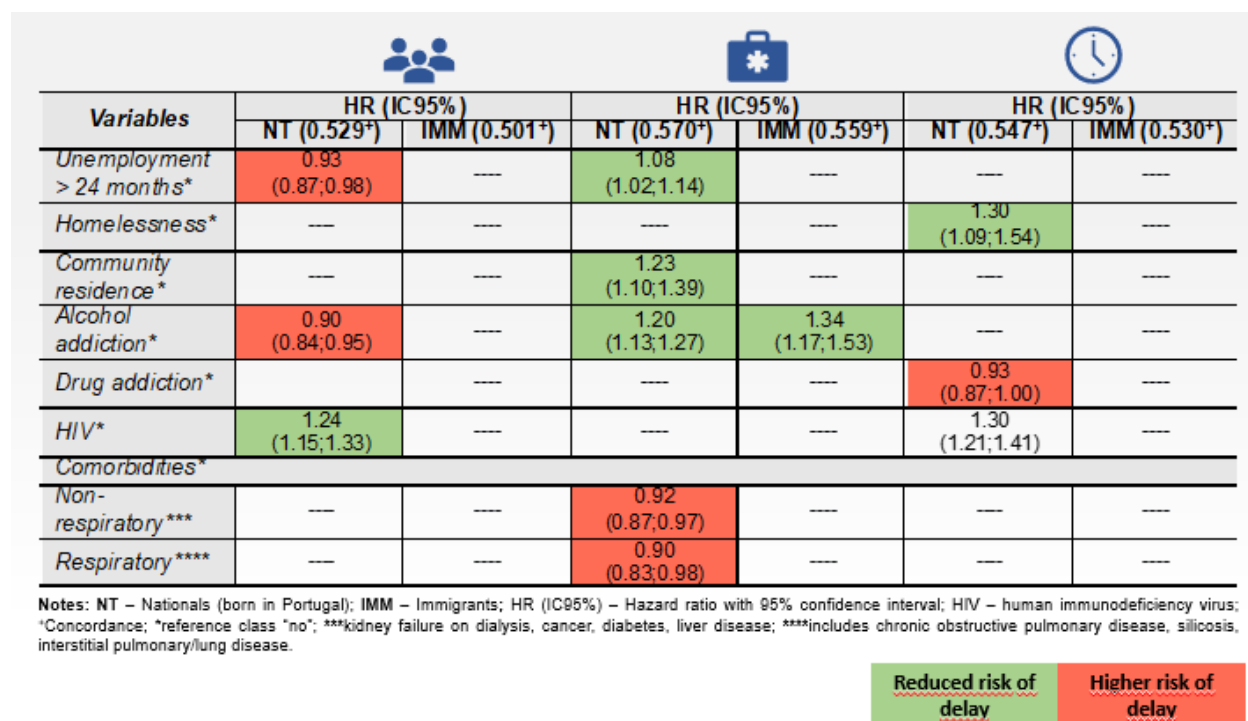 Variables HR (IC95%) HR (IC95%) HR (IC95%)
NT (0.529⁺) IMM (0.501⁺) NT (0.570⁺) IMM (0.559⁺) NT (0.547⁺) IMM (0.530⁺)
Unemployment 0.93 1.08
> 24 months* (0.87;0.98) ---- (1.02;1.14) ---- ---- ----
Homelessness* ---- ---- ---- ---- 1.30 ----
(1.09;1.54)
Community 1.23
residence* ---- ---- (1.10;1.39) ---- ---- ----
Alcohol 0.90 1.20 1.34
addiction* (0.84;0.95) ---- (1.13;1.27) (1.17;1.53) ---- ----
Drug addiction* ---- ---- ---- 0.93 ----
(0.87;1.00)
HIV* 1.24 ---- ---- ---- 1.30 ----
(1.15;1.33) (1.21;1.41)
Comorbidities*
Non- 0.92
respiratory*** ---- ---- (0.87;0.97) ---- ---- ----
Respiratory**** ---- ---- 0.90 ---- ---- ----
(0.83;0.98)
Notes: NT – Nationals (born in Portugal); IMM – Immigrants; HR (IC95%) – Hazard ratio with 95% confidence interval; HIV – human immunodeficiency virus;
⁺Concordance; *reference class "no"; ***kidney failure on dialysis, cancer, diabetes, liver disease; ****includes chronic obstructive pulmonary disease, silicosis,
interstitial pulmonary/lung disease.
Reduced risk of Higher risk of
delay delay